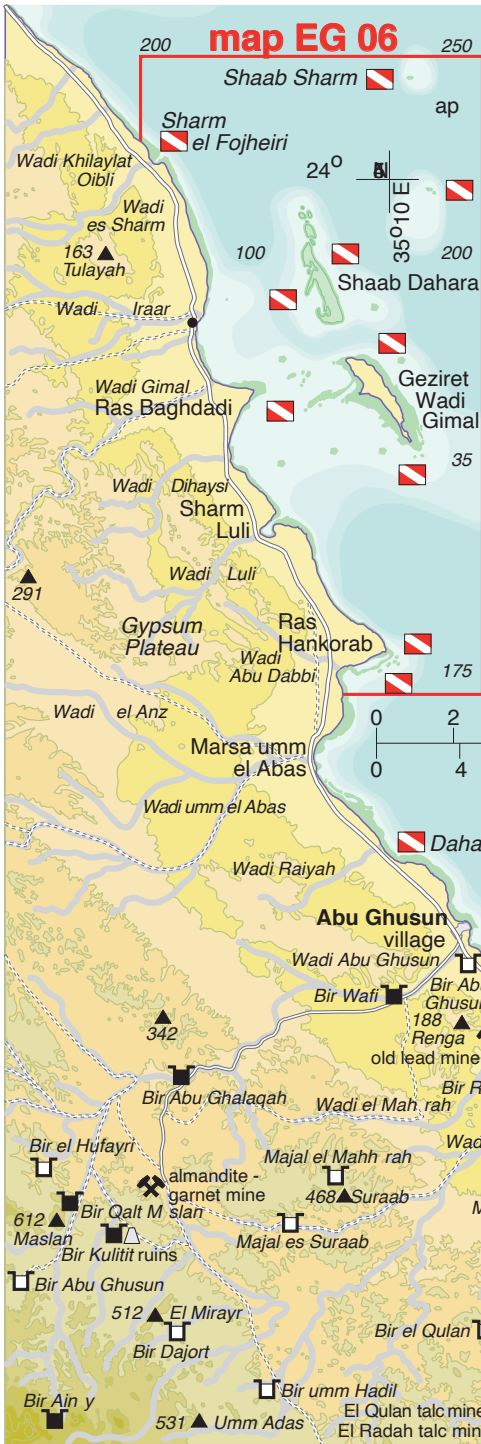 map EG 06
200
250
Shaab Sharm
ap
Sharm
el Fojheiri
24°
35°10 E
Wadi Khilaylat
Oibli
Wadi
es Sharm
163
Tulayah
100
200
Shaab Dahara
Wadi Iraar
Wadi Gimal
Ras Baghdadi
Geziret
Wadi
Gimal
35
Wadi Dihaysi
Sharm
Luli
Wadi Luli
291
Gypsum
Plateau
Ras
Hankorab
Wadi
Abu Dabbi
175
Wadi el Anz
0 2
0 4
Marsa umm
el Abas
Wadi umm el Abas
Daha
Wadi Raiyah
Abu Ghusun
village
Wadi Abu Ghusun
Bir Wafi
Bir Abu
Ghusun
188
Renga
old lead mine
342
Bir Abu Ghalaqah
Bir R
Wadi el Mah rah
Wad
Bir el Hufayri
Majal el Mahh rah
almandite -
garnet mine
468 Suraab
Bir Qalt M slan
612
Maslan
M
Bir Kulitit ruins
Majal es Suraab
Bir Abu Ghusun
512 El Mirayr
Bir Dajort
Bir el Qulan
Bir umm Hadil
Bir Ain y
El Qulan talc mine
531 Umm Adas
El Radah talc min